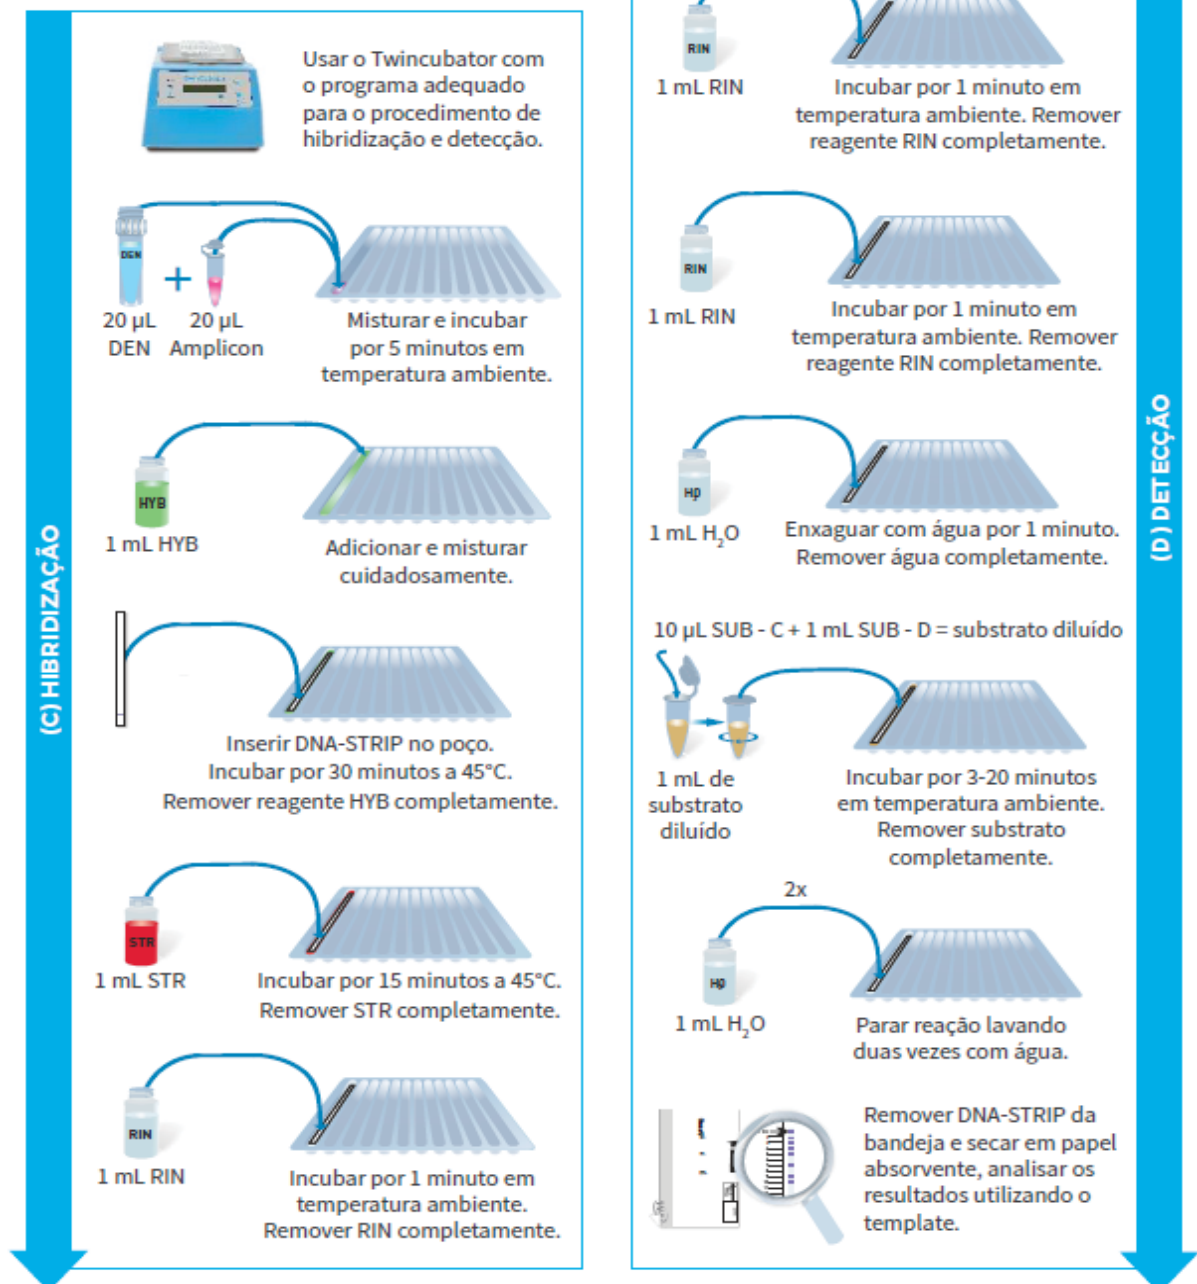 (C) HIBRIDIZAÇÃO
Usar o Twincubator com
o programa adequado
para o procedimento de
hibridização e detecção.
DEN
+
20 µL
DEN
20 µL
Amplicon
Misturar e incubar
por 5 minutos em
temperatura ambiente.
HYB
1 mL HYB
Adicionar e misturar
cuidadosamente.
Inserir DNA-STRIP no poço.
Incubar por 30 minutos a 45°C.
Remover reagente HYB completamente.
STR
1 mL STR
Incubar por 15 minutos a 45°C.
Remover STR completamente.
RIN
1 mL RIN
Incubar por 1 minuto em
temperatura ambiente.
Remover RIN completamente.
(D) DETECÇÃO
RIN
1 mL RIN
Incubar por 1 minuto em
temperatura ambiente. Remover
reagente RIN completamente.
RIN
1 mL RIN
Incubar por 1 minuto em
temperatura ambiente. Remover
reagente RIN completamente.
1 mL H₂O
Enxaguar com água por 1 minuto.
Remover água completamente.
10 µL SUB - C + 1 mL SUB - D = substrato diluído
1 mL de
substrato
diluído
Incubar por 3-20 minutos
em temperatura ambiente.
Remover substrato
completamente.
2x
1 mL H₂O
Parar reação lavando
duas vezes com água.
Remover DNA-STRIP da
bandeja e secar em papel
absorvente, analisar os
resultados utilizando o
template.